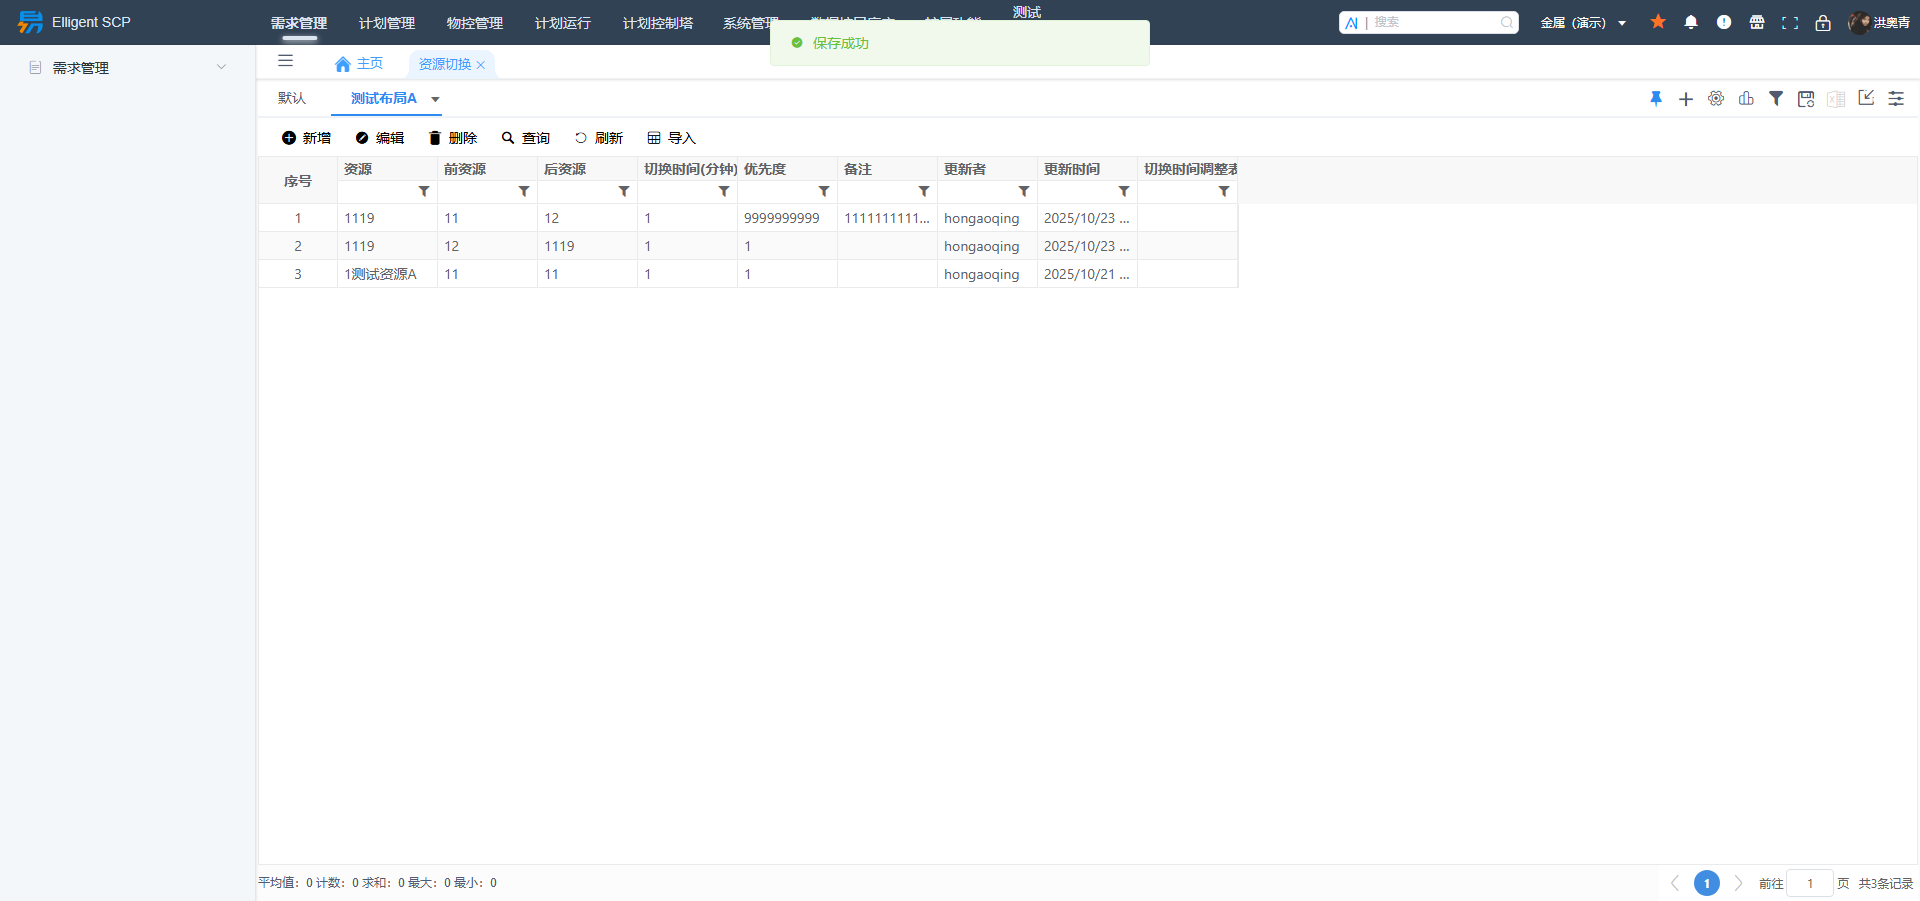 Elligent SCP
需求管理 计划管理 物控管理 计划运行 计划控制塔 系统管理
测试
AI | 搜索
金属（演示）
洪奥青
保存成功
需求管理
主页
资源切换
默认 测试布局A
新增 编辑 删除 查询 刷新 导入
序号 资源 前资源 后资源 切换时间(分钟) 优先度 备注 更新者 更新时间 切换时间调整表
1 1119 11 12 1 9999999999 1111111111... hongaoqing 2025/10/23 ...
2 1119 12 1119 1 1 hongaoqing 2025/10/23 ...
3 1测试资源A 11 11 1 1 hongaoqing 2025/10/21 ...
平均值：0 计数：0 求和：0 最大：0 最小：0
1 前往 1 页 共3条记录